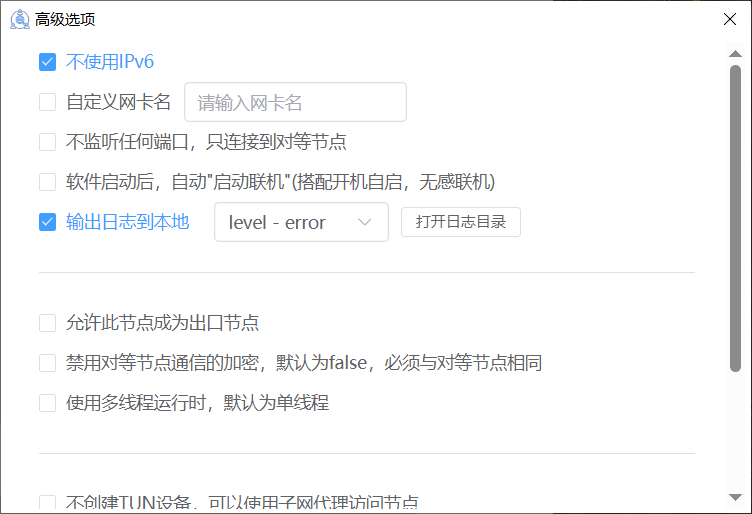 高级选项
不使用IPv6
自定义网卡名 请输入网卡名
不监听任何端口，只连接到对等节点
软件启动后，自动"启动联机"(搭配开机自启，无感联机)
输出日志到本地 level - error 打开日志目录
允许此节点成为出口节点
禁用对等节点通信的加密，默认为false，必须与对等节点相同
使用多线程运行时，默认为单线程
不创建TUN设备，可以使用子网代理访问节点